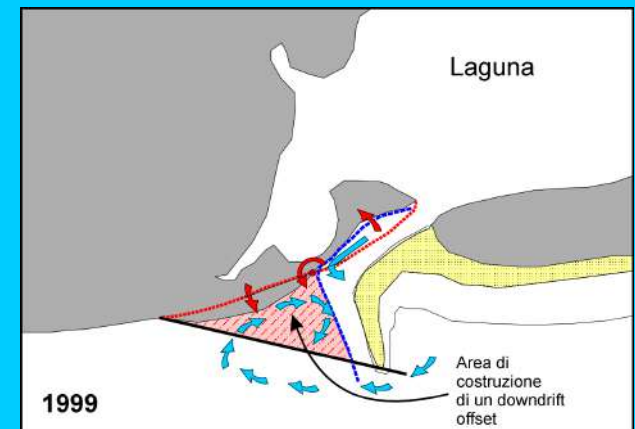 Laguna
Area di
costruzione
di un downdrift
offset
1999